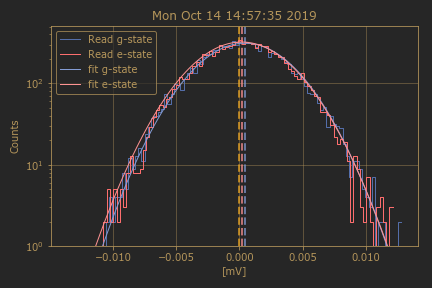 Mon Oct 14 14:57:35 2019
Read g-state
Read e-state
fit g-state
fit e-state
Counts
10²
10¹
10⁰
−0.010
−0.005
0.000
0.005
0.010
[mV]